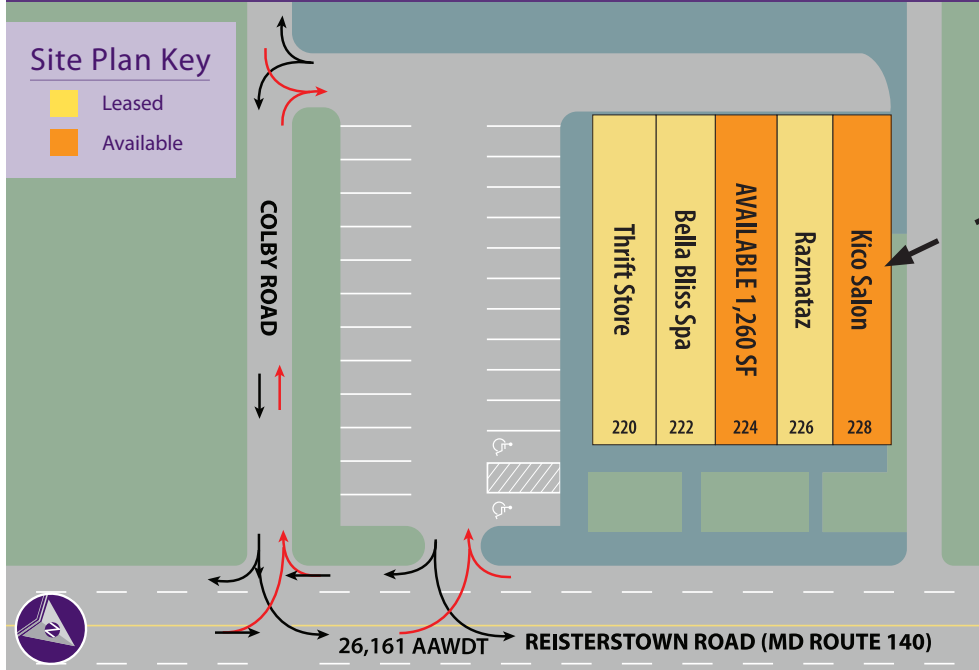 Site Plan Key
Leased
Available
COLBY ROAD
Thrift Store
220
Bella Bliss Spa
222
AVAILABLE 1,260 SF
224
Razmataz
226
Kico Salon
228
26,161 AAWDT
REISTERSTOWN ROAD (MD ROUTE 140)
N